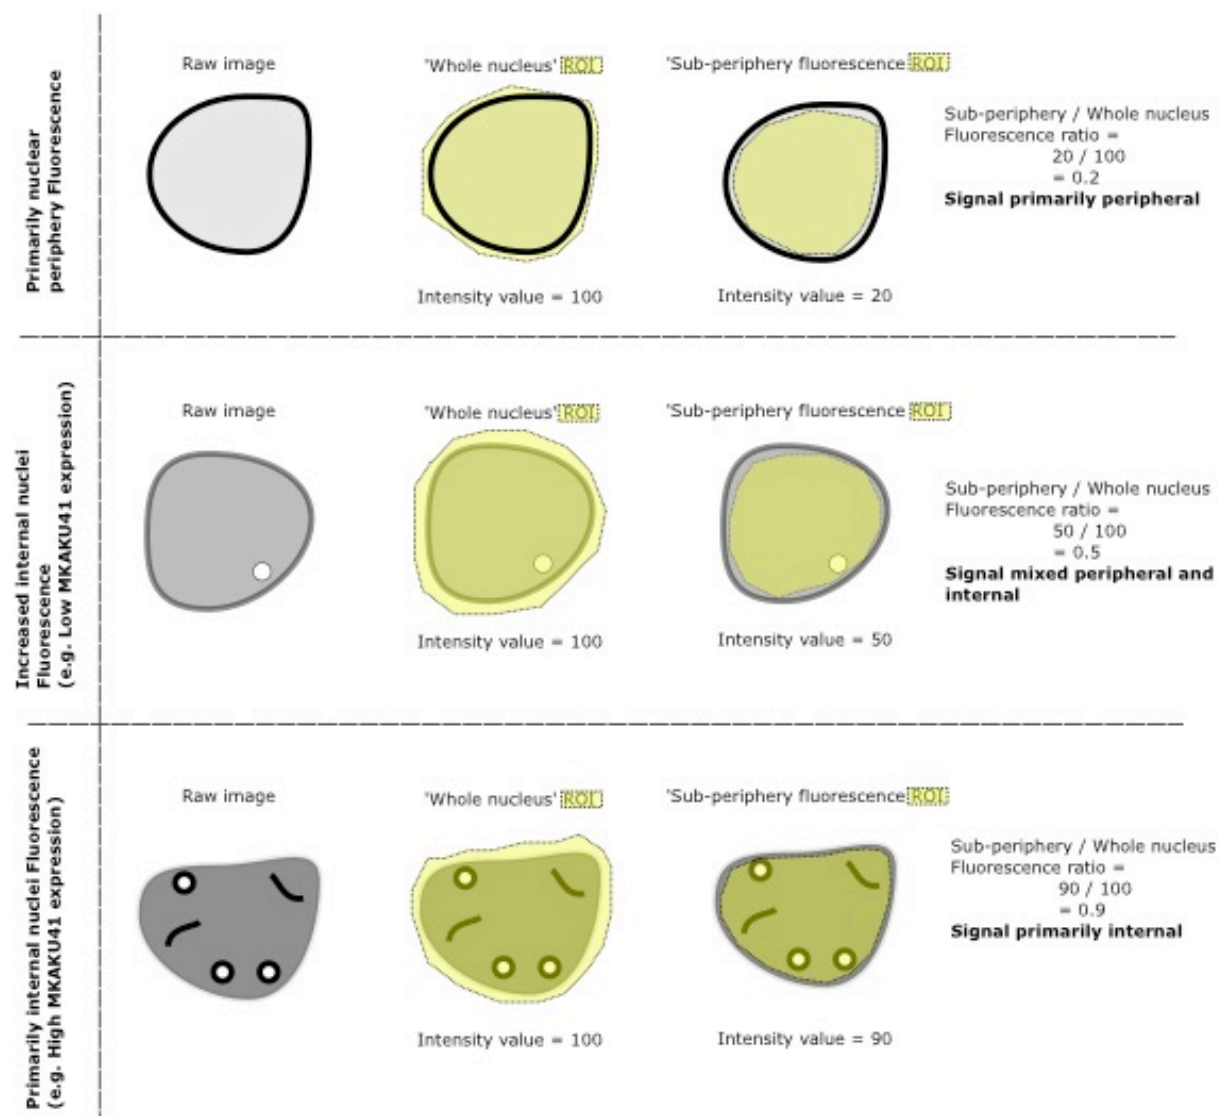 Primarily nuclear
periphery Fluorescence
Raw image
'Whole nucleus' ROI
'Sub-periphery fluorescence ROI
Sub-periphery / Whole nucleus
Fluorescence ratio =
20 / 100
= 0.2
Signal primarily peripheral
Intensity value = 100
Intensity value = 20
Increased internal nuclei
Fluorescence
(e.g. Low MKAKU41 expression)
Raw image
'Whole nucleus' ROI
'Sub-periphery fluorescence ROI
Sub-periphery / Whole nucleus
Fluorescence ratio =
50 / 100
= 0.5
Signal mixed peripheral and
internal
Intensity value = 100
Intensity value = 50
Primarily internal nuclei Fluorescence
(e.g. High MKAKU41 expression)
Raw image
'Whole nucleus' ROI
'Sub-periphery fluorescence ROI
Sub-periphery / Whole nucleus
Fluorescence ratio =
90 / 100
= 0.9
Signal primarily internal
Intensity value = 100
Intensity value = 90